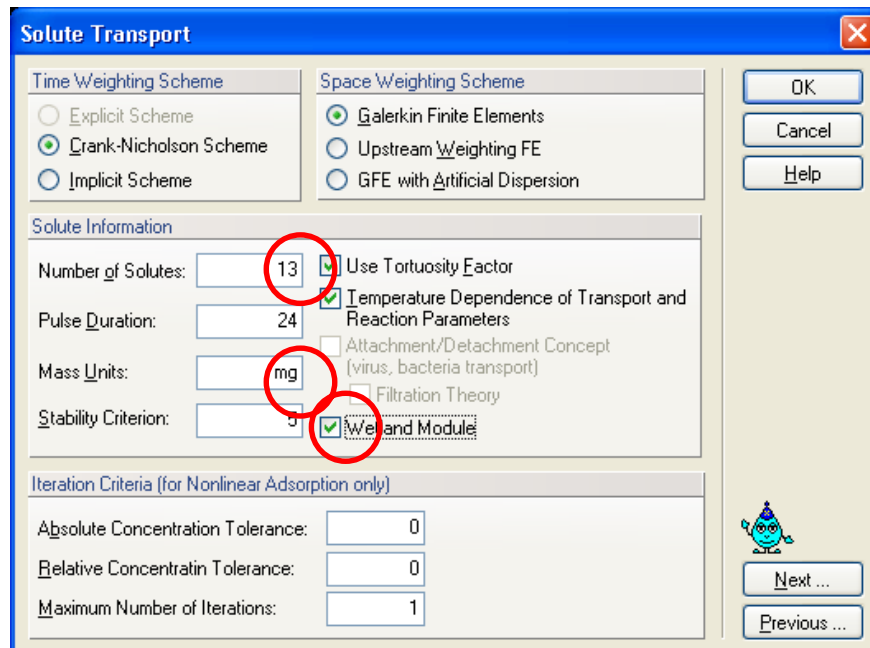 Solute Transport
Time Weighting Scheme
Explicit Scheme
Crank-Nicholson Scheme
Implicit Scheme
Space Weighting Scheme
Galerkin Finite Elements
Upstream Weighting FE
GFE with Artificial Dispersion
OK
Cancel
Help
Solute Information
Number of Solutes: 13
Pulse Duration: 24
Mass Units: mg
Stability Criterion: 5
Use Tortuosity Factor
Temperature Dependence of Transport and
Reaction Parameters
Attachment/Detachment Concept
(virus, bacteria transport)
Filtration Theory
Wetland Module
Iteration Criteria (for Nonlinear Adsorption only)
Absolute Concentration Tolerance: 0
Relative Concentratin Tolerance: 0
Maximum Number of Iterations: 1
Next ...
Previous ...